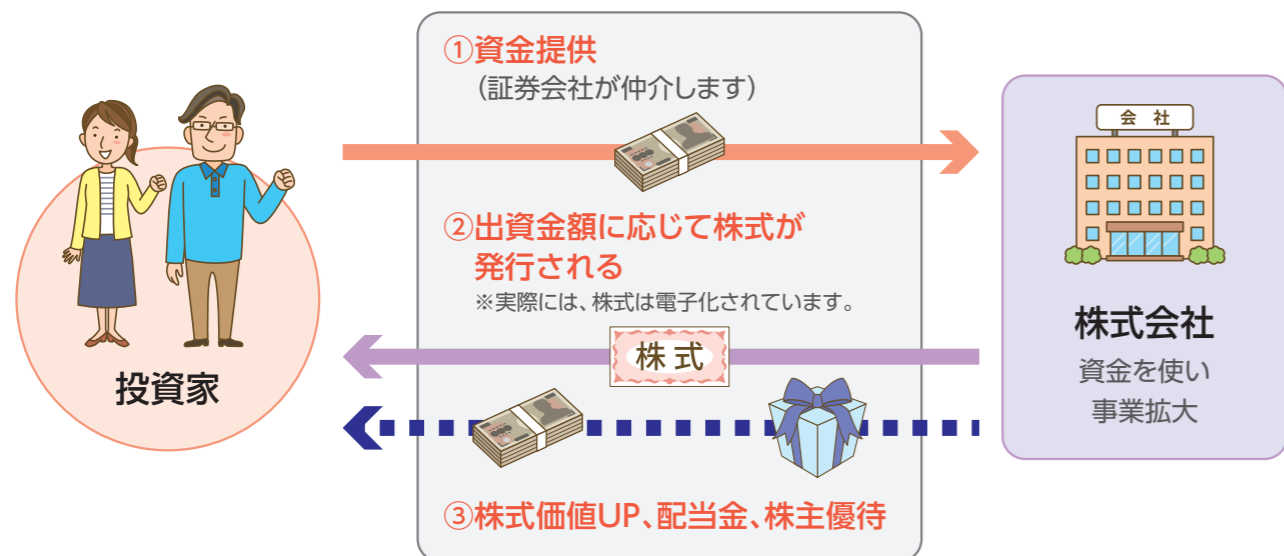 ①資金提供
（証券会社が仲介します）
②出資金額に応じて株式が
発行される
※実際には、株式は電子化されています。
株式
③株式価値UP、配当金、株主優待
投資家
会社
株式会社
資金を使い
事業拡大